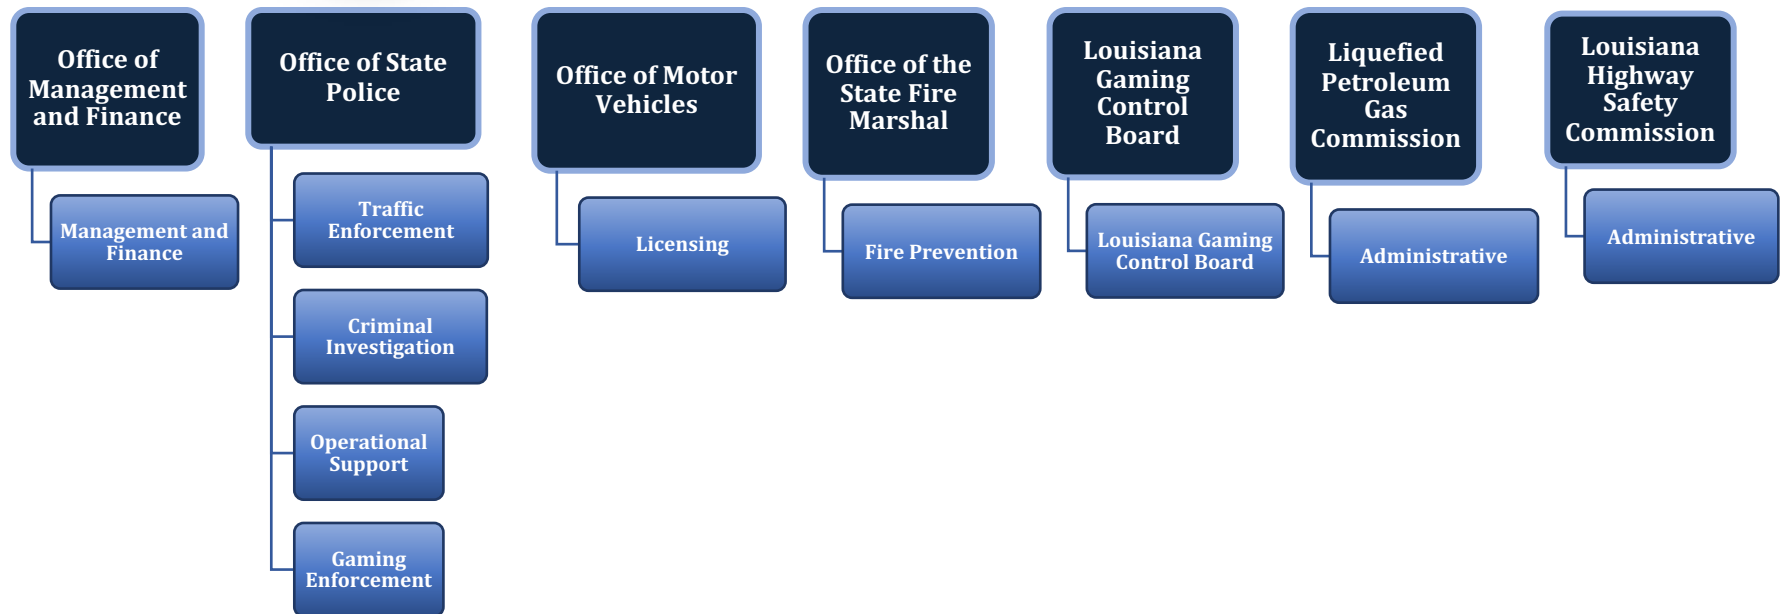 Office of
Management
and Finance
Management and
Finance
Office of State
Police
Traffic
Enforcement
Criminal
Investigation
Operational
Support
Gaming
Enforcement
Office of Motor
Vehicles
Licensing
Office of the
State Fire
Marshal
Fire Prevention
Louisiana
Gaming
Control
Board
Louisiana Gaming
Control Board
Liquefied
Petroleum
Gas
Commission
Administrative
Louisiana
Highway
Safety
Commission
Administrative